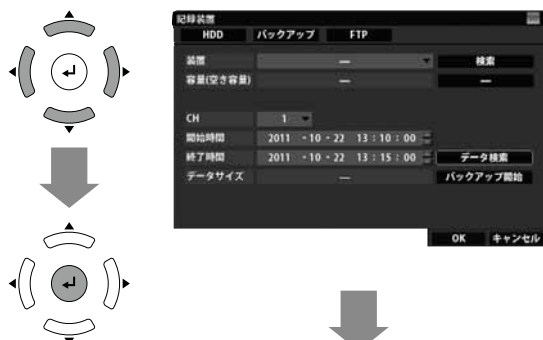 記録装置
HDD バックアップ FTP
装置 — 検索
容量(空き容量) — —
CH 1
開始時間 2011 - 10 - 22 13 : 10 : 00
終了時間 2011 - 10 - 22 13 : 15 : 00 データ検索
データサイズ — バックアップ開始
OK キャンセル